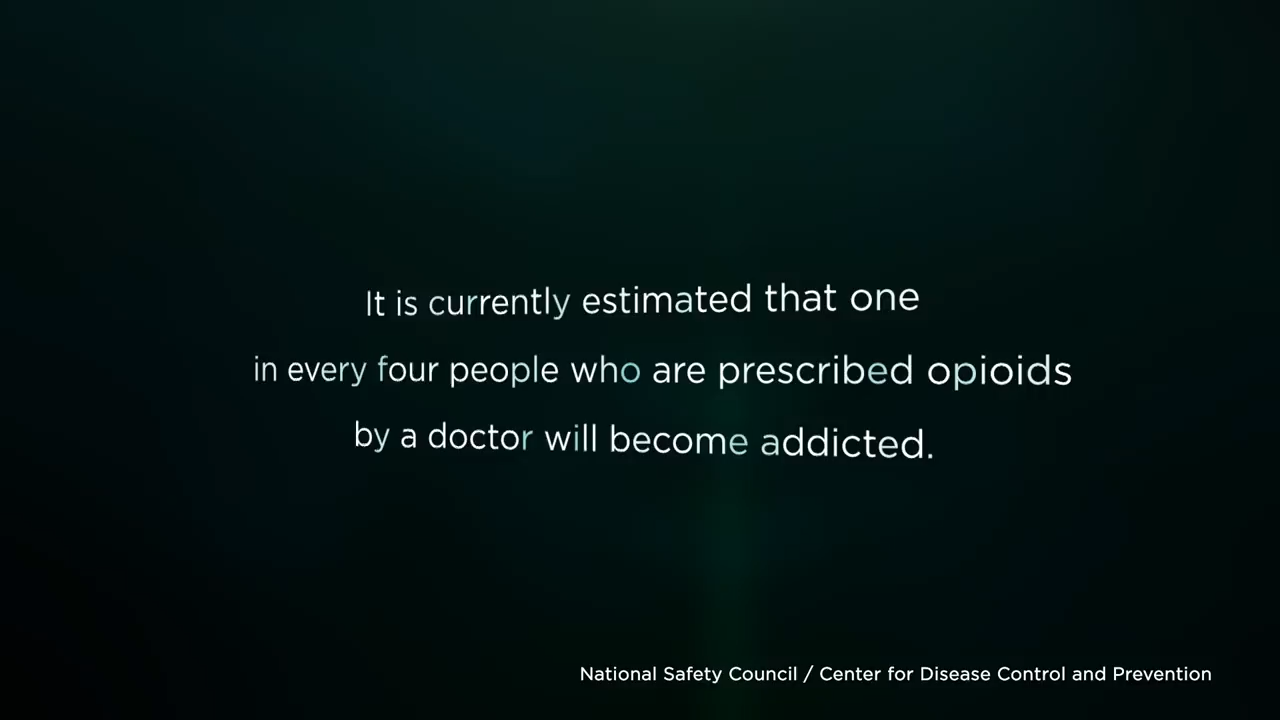 It is currently estimated that one
in every four people who are prescribed opioids
by a doctor will become addicted.
National Safety Council / Center for Disease Control and Prevention